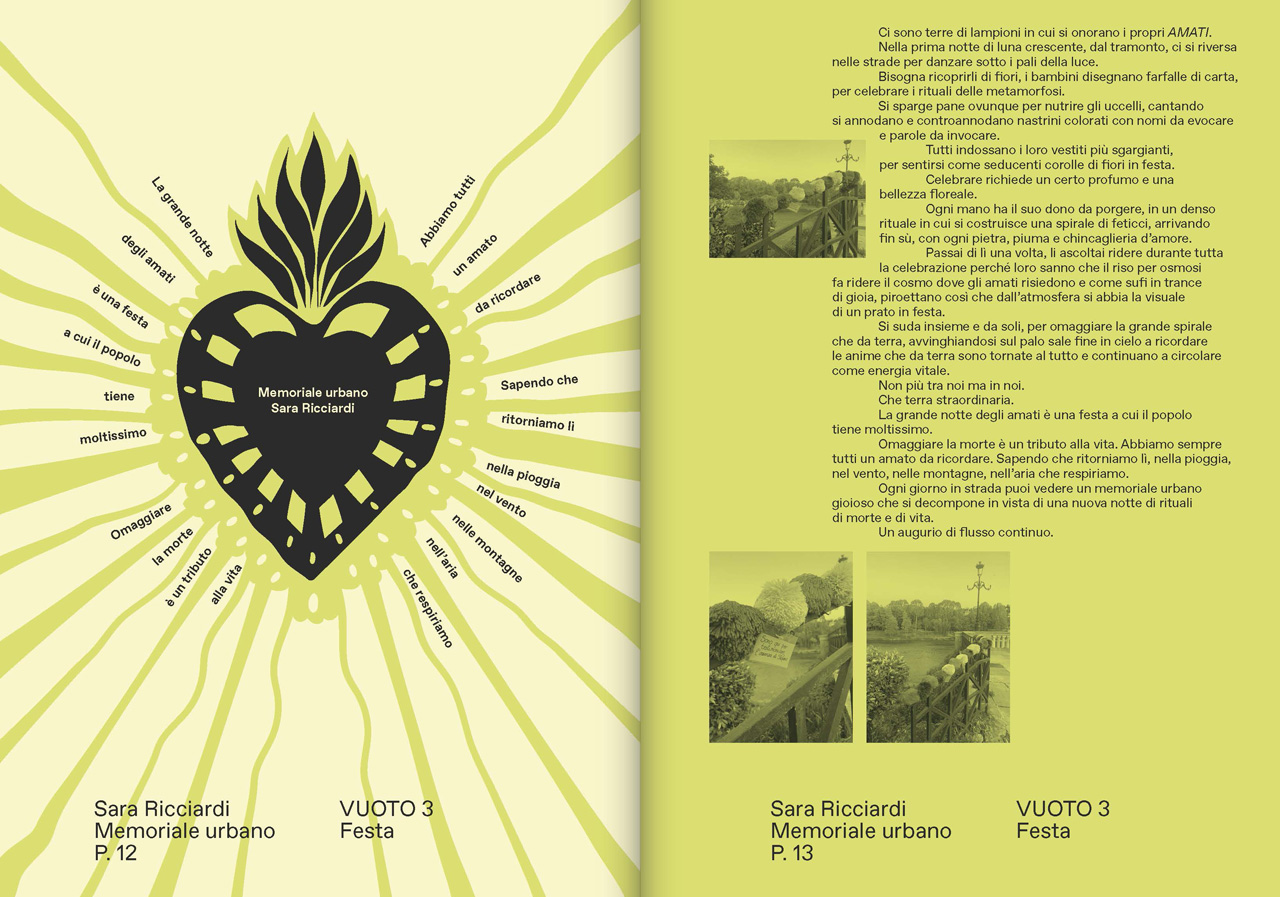 La grande notte
degli amati
è una festa
a cui il popolo
tiene
moltissimo
Omaggiare
la morte
è un tributo
alla vita
Abbiamo tutti
un amato
da ricordare
Sapendo che
ritorniamo lì
nella pioggia
nel vento
nelle montagne
nell'aria
che respiriamo
Memoriale urbano
Sara Ricciardi
Sara Ricciardi
Memoriale urbano
P. 12
VUOTO 3
Festa
Ci sono terre di lampioni in cui si onorano i propri AMATI.
Nella prima notte di luna crescente, dal tramonto, ci si riversa
nelle strade per danzare sotto i pali della luce.
Bisogna ricoprirli di fiori, i bambini disegnano farfalle di carta,
per celebrare i rituali delle metamorfosi.
Si sparge pane ovunque per nutrire gli uccelli, cantando
si annodano e controannodano nastrini colorati con nomi da evocare
e parole da invocare.
Tutti indossano i loro vestiti più sgargianti,
per sentirsi come seducenti corolle di fiori in festa.
Celebrare richiede un certo profumo e una
bellezza floreale.
Ogni mano ha il suo dono da porgere, in un denso
rituale in cui si costruisce una spirale di feticci, arrivando
fin sù, con ogni pietra, piuma e chincaglieria d'amore.
Passai di lì una volta, li ascoltai ridere durante tutta
la celebrazione perché loro sanno che il riso per osmosi
fa ridere il cosmo dove gli amati risiedono e come sufi in trance
di gioia, piroettano così che dall'atmosfera si abbia la visuale
di un prato in festa.
Si suda insieme e da soli, per omaggiare la grande spirale
che da terra, avvinghiandosi sul palo sale fine in cielo a ricordare
le anime che da terra sono tornate al tutto e continuano a circolare
come energia vitale.
Non più tra noi ma in noi.
Che terra straordinaria.
La grande notte degli amati è una festa a cui il popolo
tiene moltissimo.
Omaggiare la morte è un tributo alla vita. Abbiamo sempre
tutti un amato da ricordare. Sapendo che ritorniamo lì, nella pioggia,
nel vento, nelle montagne, nell'aria che respiriamo.
Ogni giorno in strada puoi vedere un memoriale urbano
gioioso che si decompone in vista di una nuova notte di rituali
di morte e di vita.
Un augurio di flusso continuo.
Sara Ricciardi
Memoriale urbano
P. 13
VUOTO 3
Festa